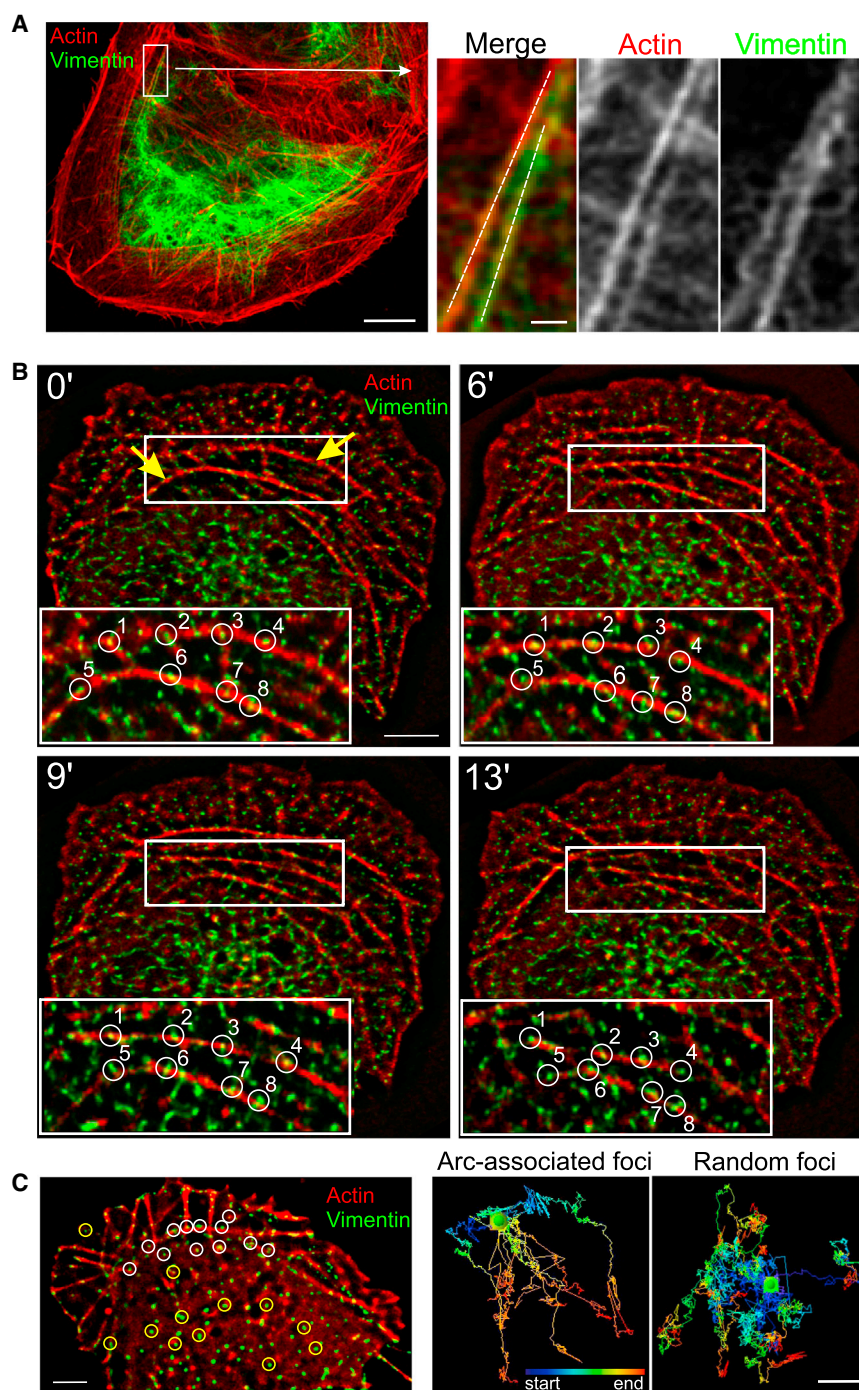 A
Actin
Vimentin
Merge
Actin
Vimentin
B
0'
Actin
Vimentin
1
2
3
4
5
6
7
8
6'
1
2
3
4
5
6
7
8
9'
1
2
3
4
5
6
7
8
13'
1
2
3
4
5
6
7
8
C
Actin
Vimentin
Arc-associated foci
Random foci
start
end